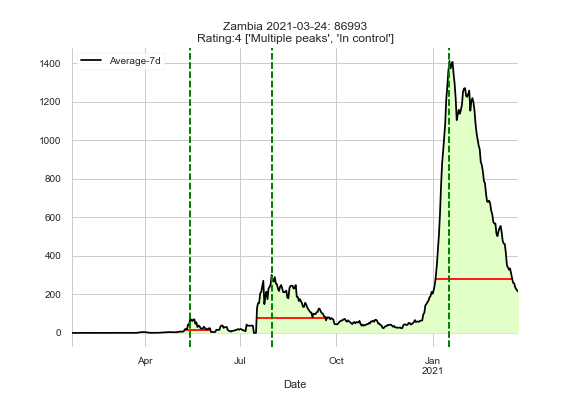 Zambia 2021-03-24: 86993
Rating:4 ['Multiple peaks', 'In control']
Average-7d
1400
1200
1000
800
600
400
200
0
Apr
Jul
Oct
Jan
2021
Date